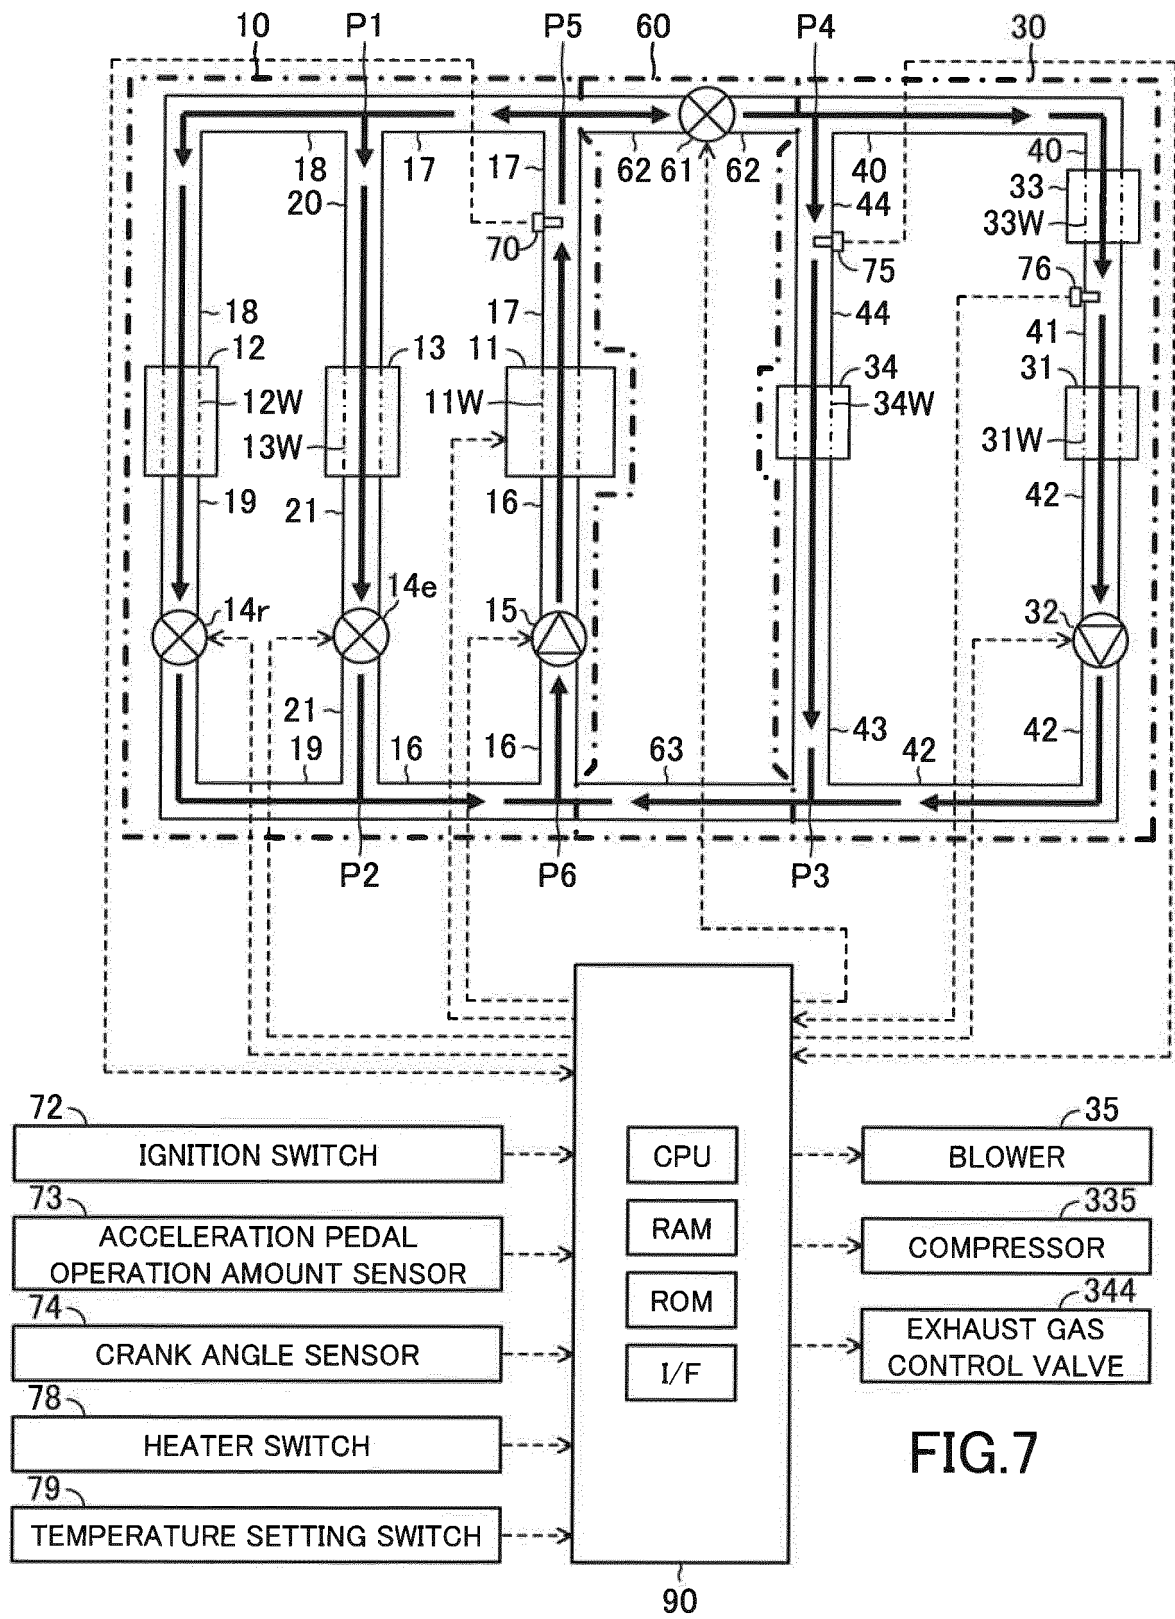 10 P1 P5 60 P4 30
18 17 17 62 61 62 40 40
20 44 33
33W
70 75 76
18 17 44 41
12 13 11 34 31
12W 11W 34W
13W 31W
19 21 16 42
14r 14e 15 32
21 16 43 42
19 16 63 42
P2 P6 P3
72
IGNITION SWITCH
73
ACCELERATION PEDAL
OPERATION AMOUNT SENSOR
74
CRANK ANGLE SENSOR
78
HEATER SWITCH
79
TEMPERATURE SETTING SWITCH
CPU
RAM
ROM
I/F
90
35
BLOWER
335
COMPRESSOR
344
EXHAUST GAS
CONTROL VALVE
FIG.7